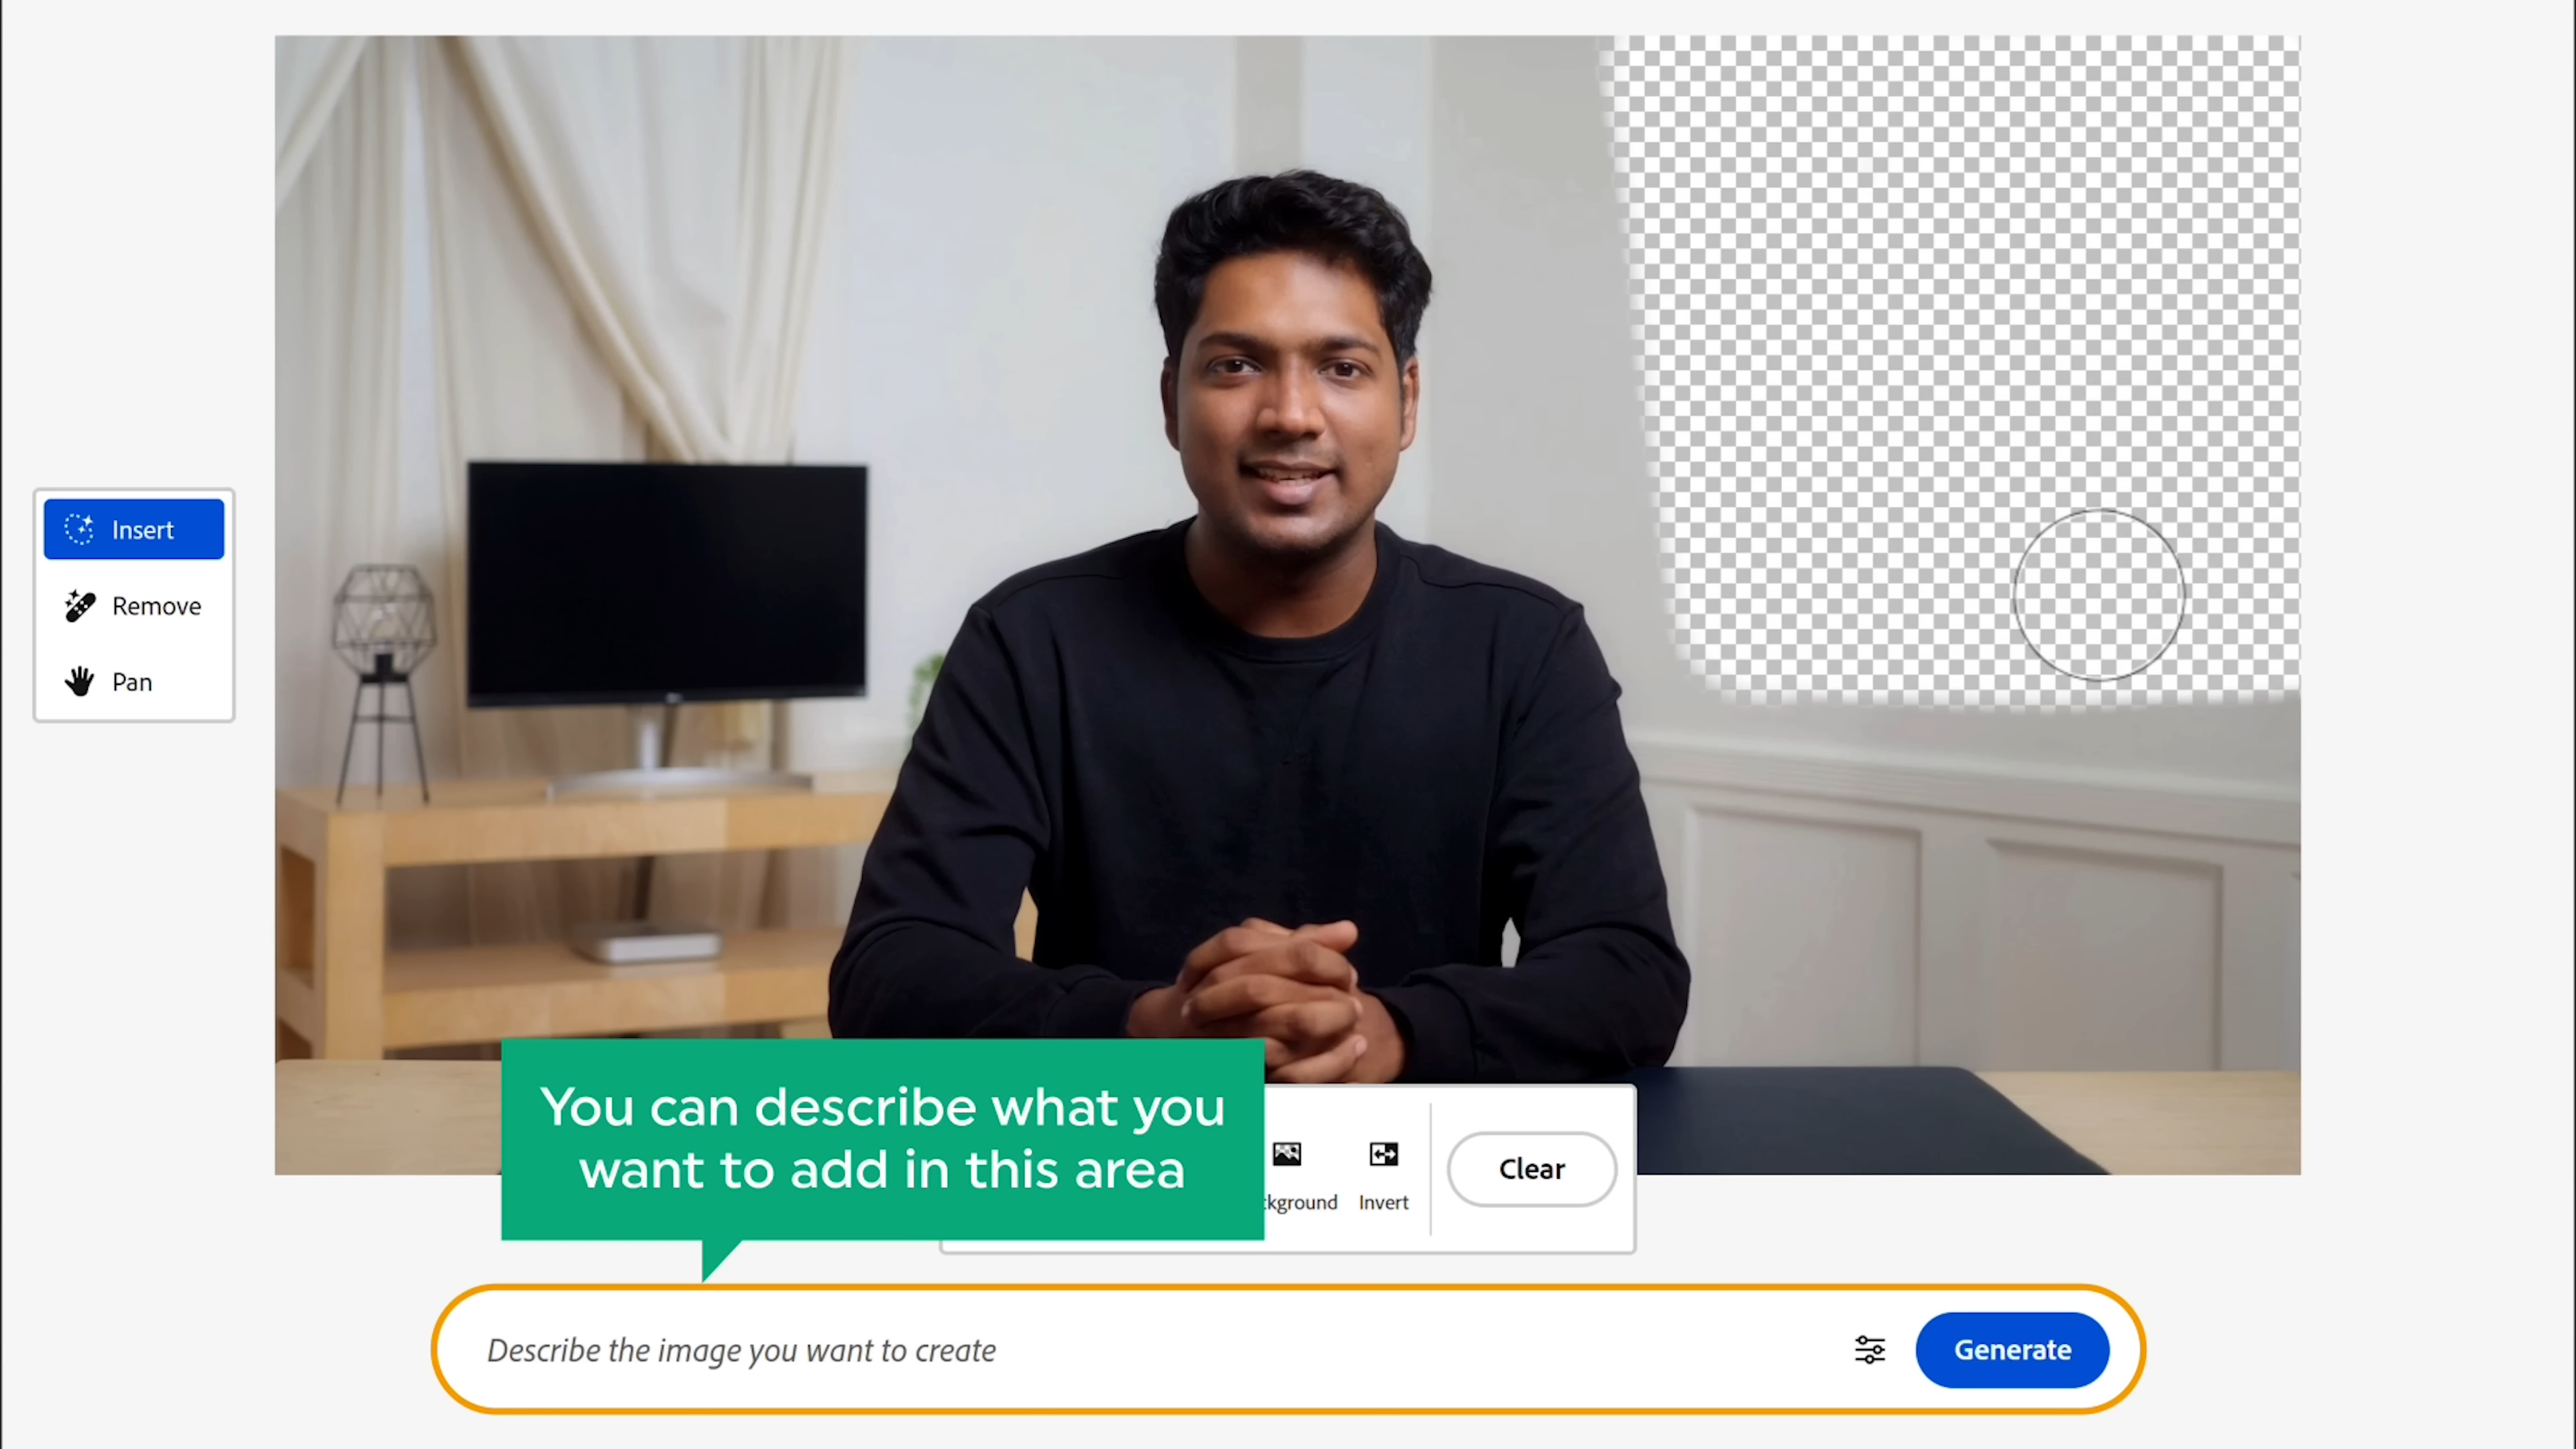 Insert
Remove
Pan
You can describe what you
want to add in this area
kground
Invert
Clear
Describe the image you want to create
Generate